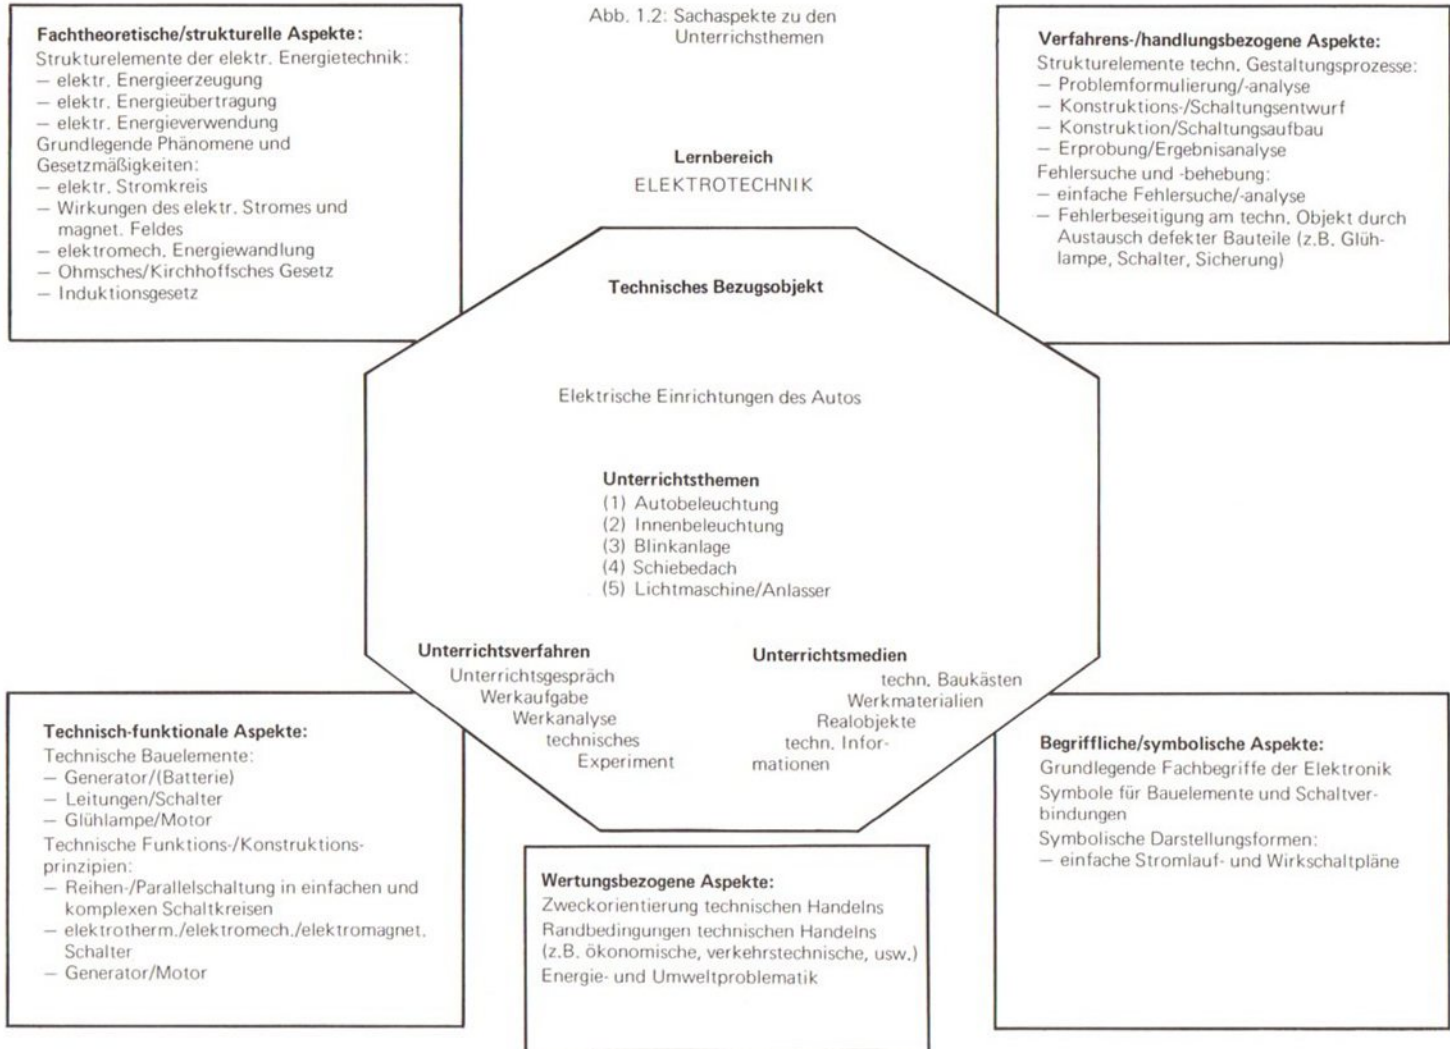 Abb. 1.2: Sachaspekte zu den
Unterrichsthemen
Fachtheoretische/strukturelle Aspekte:
Strukturelemente der elektr. Energietechnik:
— elektr. Energieerzeugung
— elektr. Energieübertragung
— elektr. Energieverwendung
Grundlegende Phänomene und
Gesetzmäßigkeiten:
— elektr. Stromkreis
— Wirkungen des elektr. Stromes und
magnet. Feldes
— elektromech. Energiewandlung
— Ohmsches/Kirchhoffsches Gesetz
— Induktionsgesetz
Verfahrens-/handlungsbezogene Aspekte:
Strukturelemente techn. Gestaltungsprozesse:
— Problemformulierung/-analyse
— Konstruktions-/Schaltungsentwurf
— Konstruktion/Schaltungsaufbau
— Erprobung/Ergebnisanalyse
Fehlersuche und -behebung:
— einfache Fehlersuche/-analyse
— Fehlerbeseitigung am techn. Objekt durch
Austausch defekter Bauteile (z.B. Glüh-
lampe, Schalter, Sicherung)
Lernbereich
ELEKTROTECHNIK
Technisches Bezugsobjekt
Elektrische Einrichtungen des Autos
Unterrichtsthemen
(1) Autobeleuchtung
(2) Innenbeleuchtung
(3) Blinkanlage
(4) Schiebedach
(5) Lichtmaschine/Anlasser
Unterrichtsverfahren
Unterrichtsgespräch
Werkaufgabe
Werkanalyse
technisches
Experiment
Unterrichtsmedien
techn. Baukästen
Werkmaterialien
Realobjekte
techn. Infor-
mationen
Technisch-funktionale Aspekte:
Technische Bauelemente:
— Generator/(Batterie)
— Leitungen/Schalter
— Glühlampe/Motor
Technische Funktions-/Konstruktions-
prinzipien:
— Reihen-/Parallelschaltung in einfachen und
komplexen Schaltkreisen
— elektrotherm./elektromech./elektromagnet.
Schalter
— Generator/Motor
Wertungsbezogene Aspekte:
Zweckorientierung technischen Handelns
Randbedingungen technischen Handelns
(z.B. ökonomische, verkehrstechnische, usw.)
Energie- und Umweltproblematik
Begriffliche/symbolische Aspekte:
Grundlegende Fachbegriffe der Elektronik
Symbole für Bauelemente und Schaltver-
bindungen
Symbolische Darstellungsformen:
— einfache Stromlauf- und Wirkschaltpläne